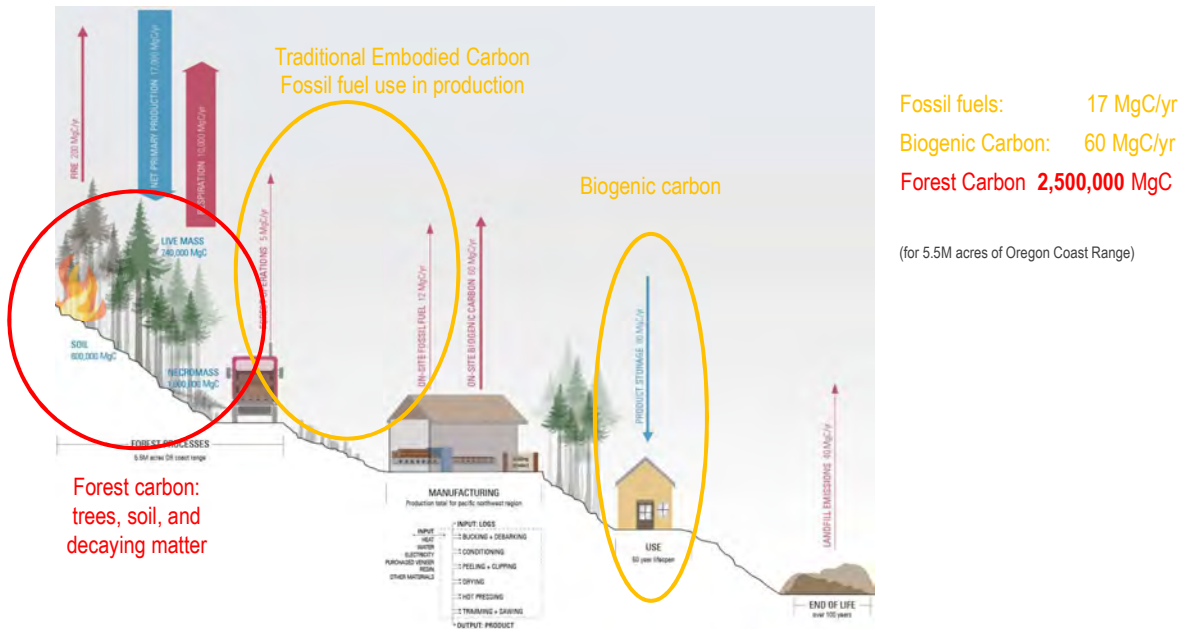 Traditional Embodied Carbon
Fossil fuel use in production
Fossil fuels: 17 MgC/yr
Biogenic Carbon: 60 MgC/yr
Forest Carbon 2,500,000 MgC
(for 5.5M acres of Oregon Coast Range)
Biogenic carbon
FIRE 200 MgC/yr
NET PRIMARY PRODUCTION 17,000 MgC/yr
RESPIRATION 10,000 MgC/yr
LIVE MASS
740,000 MgC
SOIL
600,000 MgC
NECROMASS
OPERATIONS 5 MgC/yr
ON-SITE FOSSIL FUEL 12 MgC/yr
ON-SITE BIOGENIC CARBON 60 MgC/yr
PRODUCT STORAGE MgC/yr
LANDFILL EMISSIONS 40 MgC/yr
FOREST PROCESSES
5.5M acres OR coast range
Forest carbon:
trees, soil, and
decaying matter
MANUFACTURING
Production total for pacific northwest region
INPUT
HEAT
WATER
ELECTRICITY
PURCHASED VENEER
RESIN
OTHER MATERIALS
INPUT: LOGS
BUCKING + DEBARKING
CONDITIONING
PEELING + CLIPPING
DRYING
HOT PRESSING
TRIMMING + SAWING
OUTPUT: PRODUCT
USE
50 year lifespan
END OF LIFE
over 100 years